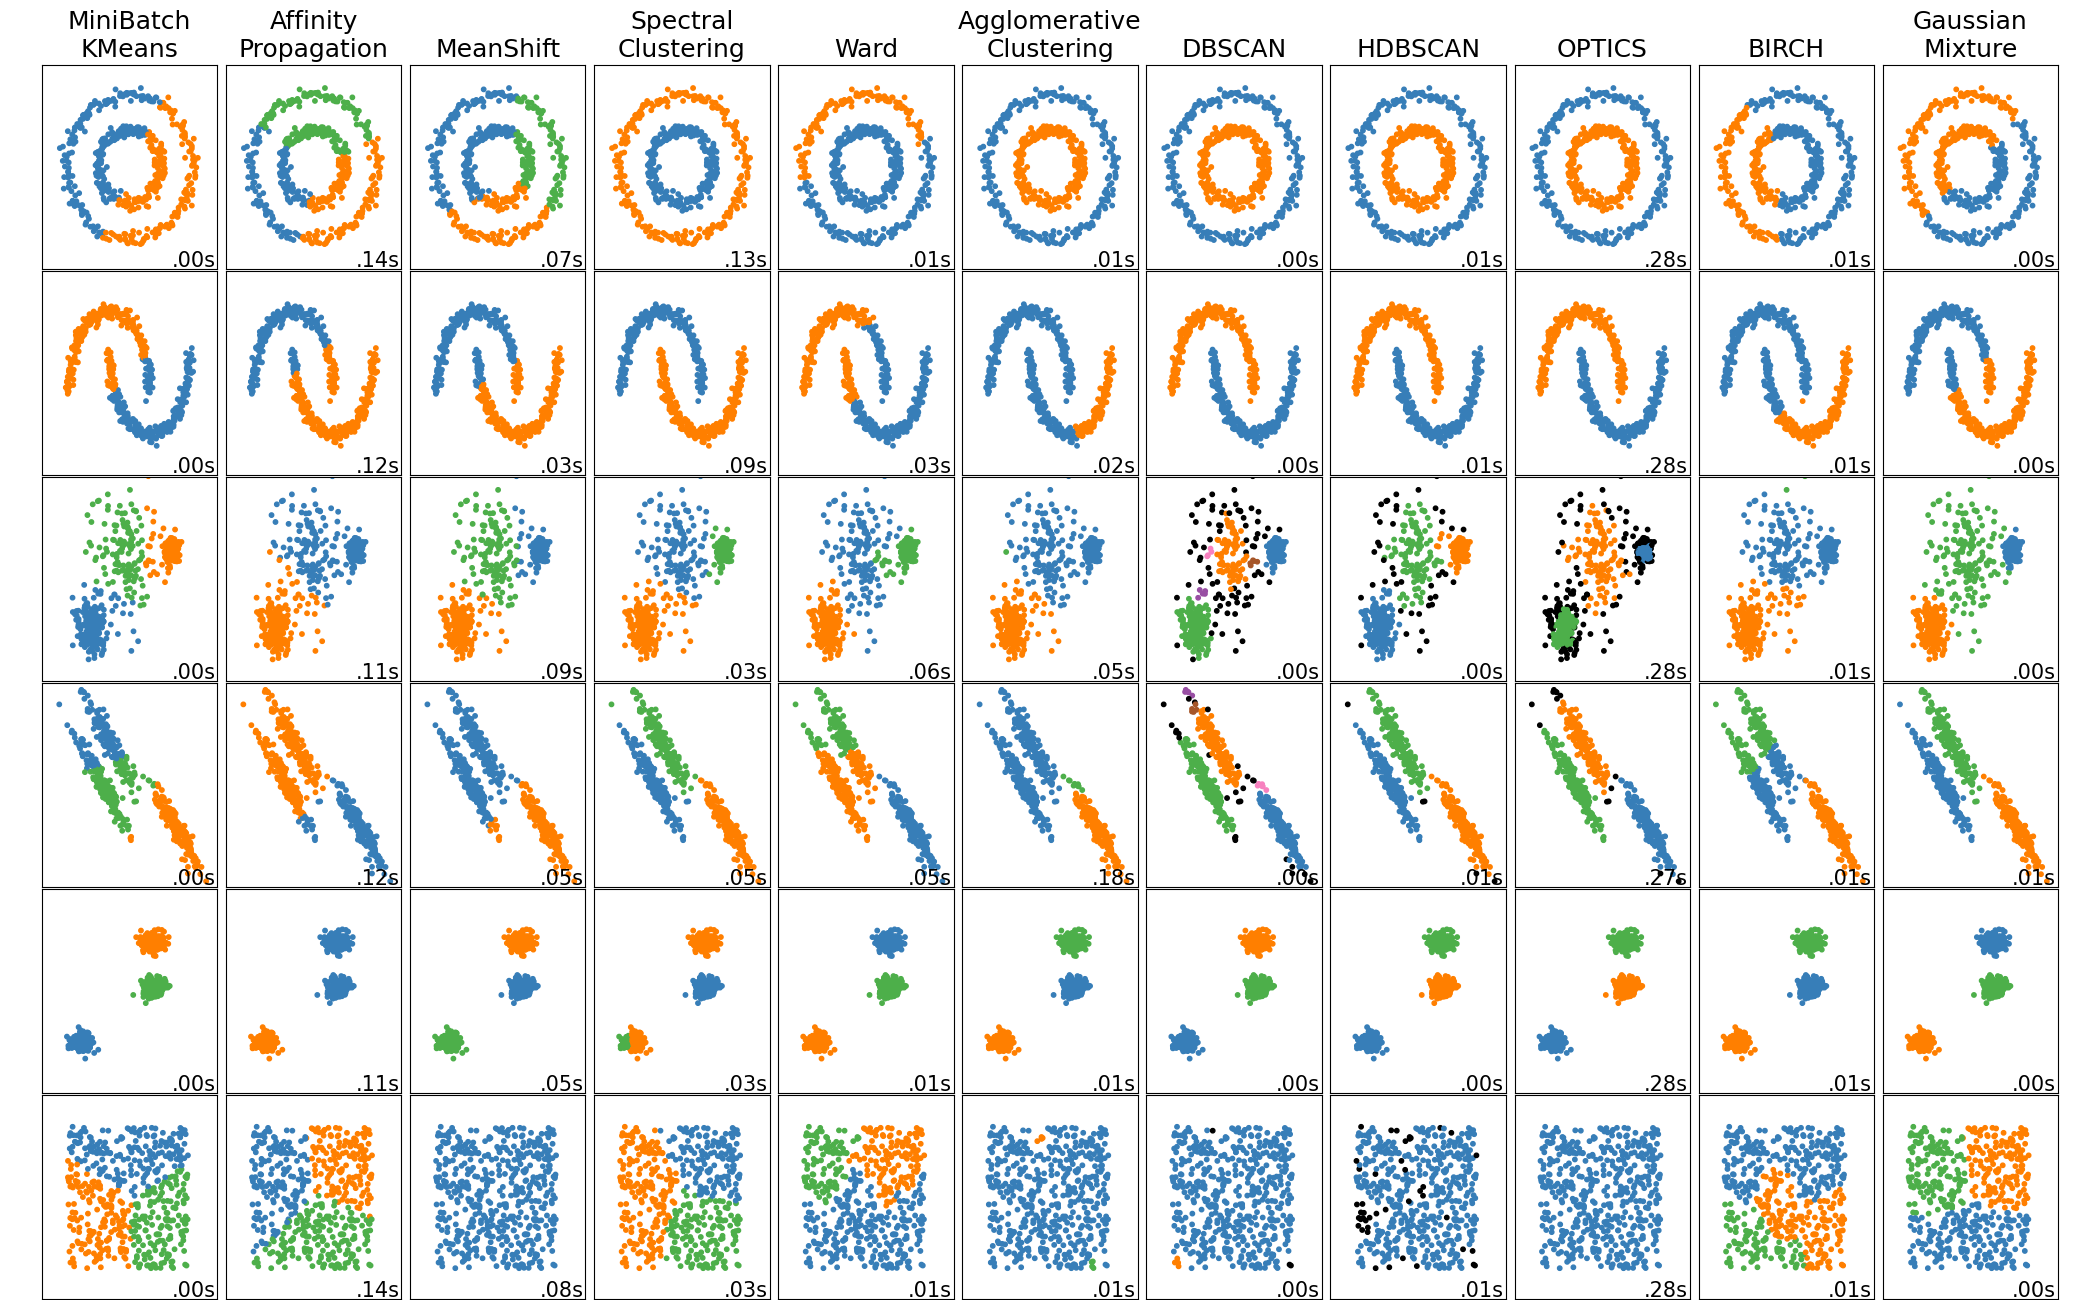 MiniBatch
KMeans
Affinity
Propagation
MeanShift
Spectral
Clustering
Ward
Agglomerative
Clustering
DBSCAN
HDBSCAN
OPTICS
BIRCH
Gaussian
Mixture
.00s
.14s
.07s
.13s
.01s
.01s
.00s
.01s
.28s
.01s
.00s
.00s
.12s
.03s
.09s
.03s
.02s
.00s
.01s
.28s
.01s
.00s
.00s
.11s
.09s
.03s
.06s
.05s
.00s
.00s
.28s
.01s
.00s
.00s
.12s
.05s
.05s
.05s
.18s
.00s
.01s
.27s
.01s
.01s
.00s
.11s
.05s
.03s
.01s
.01s
.00s
.00s
.28s
.01s
.00s
.00s
.14s
.08s
.03s
.01s
.01s
.00s
.01s
.28s
.01s
.00s